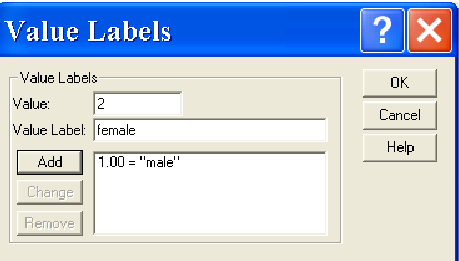 Value Labels
?
Value Labels
Value: 2
Value Label: female
Add
Change
Remove
1.00 = "male"
OK
Cancel
Help